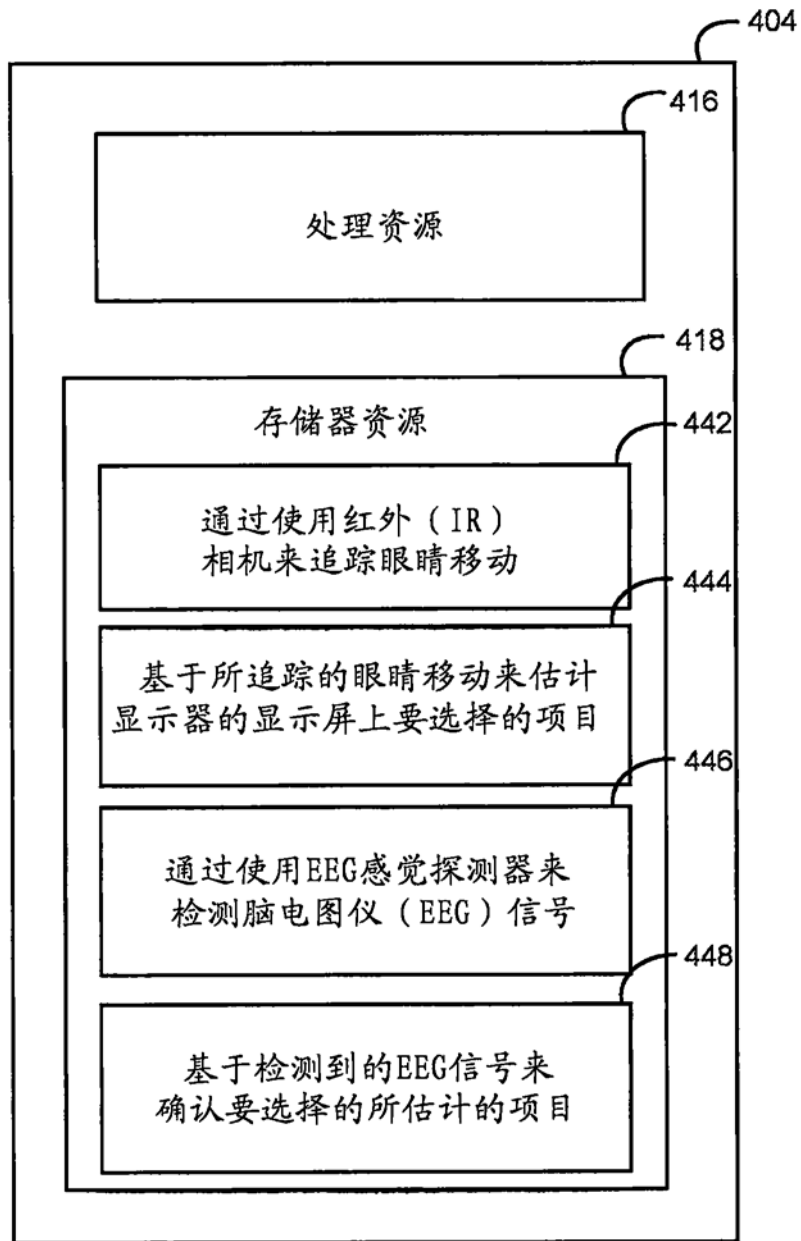 404
416
处理资源
418
存储器资源
442
通过使用红外（IR）
相机来追踪眼睛移动
444
基于所追踪的眼睛移动来估计
显示器的显示屏上要选择的项目
446
通过使用EEG感觉探测器来
检测脑电图仪（EEG）信号
448
基于检测到的EEG信号来
确认要选择的所估计的项目